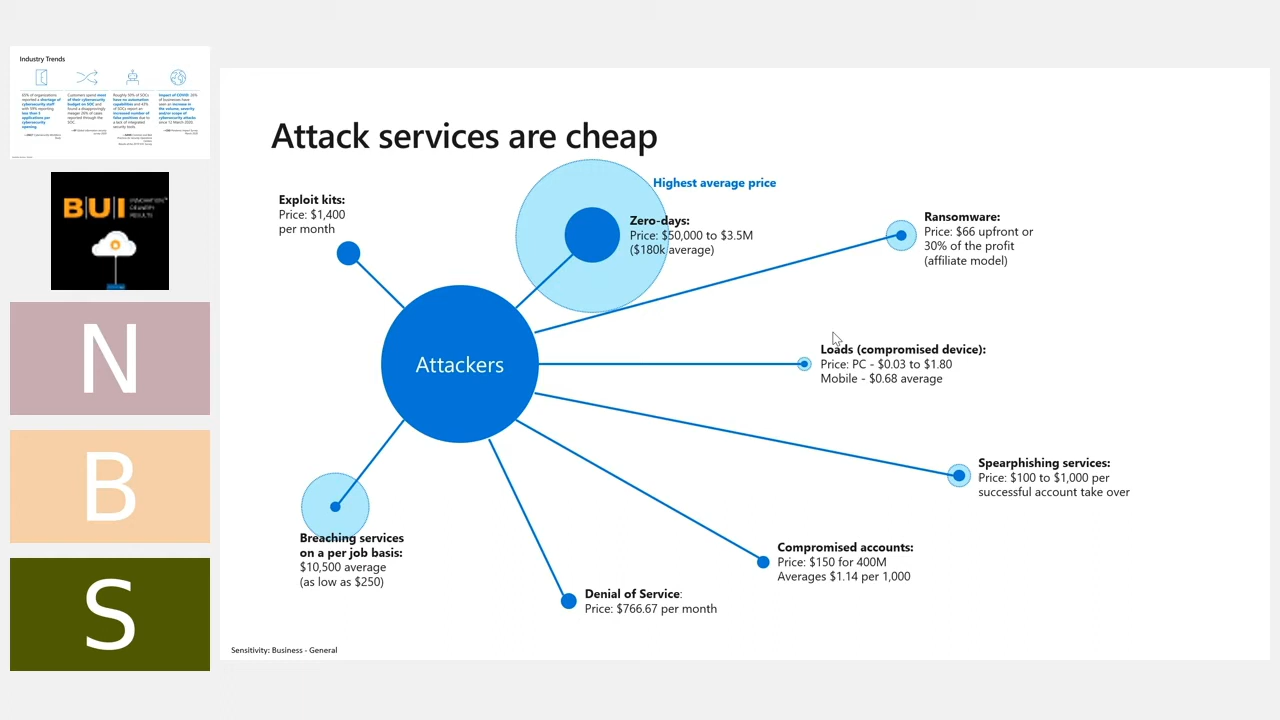 Industry Trends
BUI
INNOVATION
DELIVERY
RESULTS
N
B
S
Attack services are cheap
Highest average price
Exploit kits:
Price: $1,400
per month
Zero-days:
Price: $50,000 to $3.5M
($180k average)
Ransomware:
Price: $66 upfront or
30% of the profit
(affiliate model)
Attackers
Loads (compromised device):
Price: PC - $0.03 to $1.80
Mobile - $0.68 average
Spearphishing services:
Price: $100 to $1,000 per
successful account take over
Breaching services
on a per job basis:
$10,500 average
(as low as $250)
Compromised accounts:
Price: $150 for 400M
Averages $1.14 per 1,000
Denial of Service:
Price: $766.67 per month
Sensitivity: Business - General